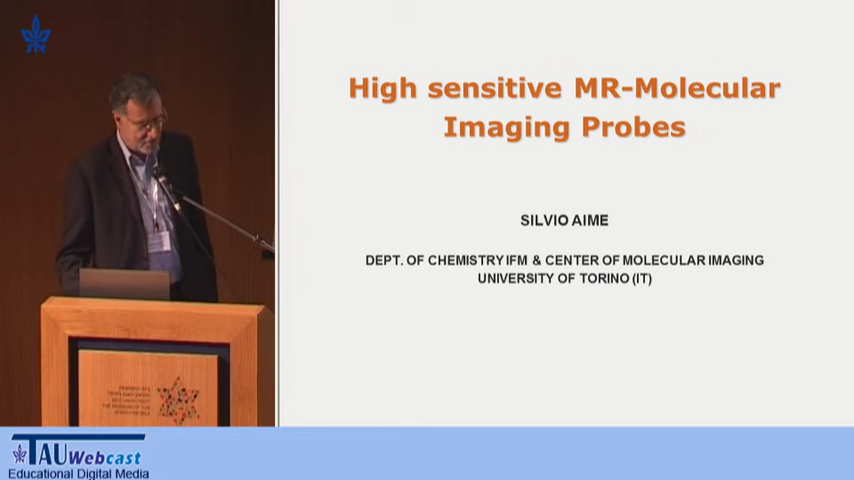 High sensitive MR-Molecular
Imaging Probes
SILVIO AIME
DEPT. OF CHEMISTRY IFM & CENTER OF MOLECULAR IMAGING
UNIVERSITY OF TORINO (IT)
TAU Webcast
Educational Digital Media